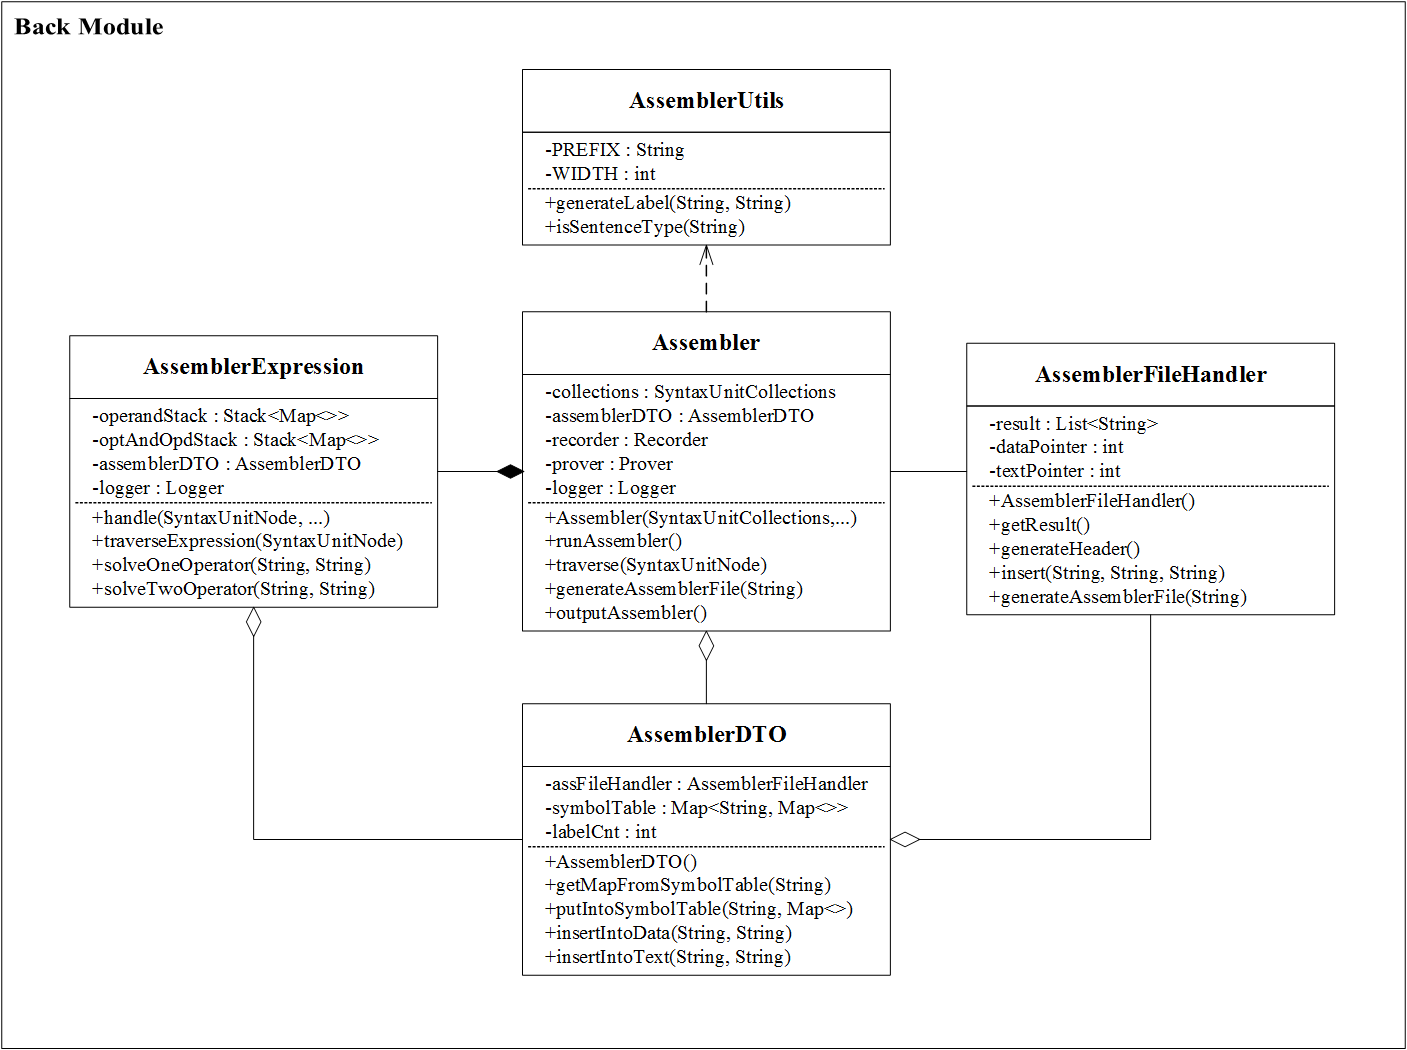 Back Module
AssemblerUtils
-PREFIX : String
-WIDTH : int
+generateLabel(String, String)
+isSentenceType(String)
AssemblerExpression
-operandStack : Stack<Map<>>
-optAndOpdStack : Stack<Map<>>
-assemblerDTO : AssemblerDTO
-logger : Logger
+handle(SyntaxUnitNode, ...)
+traverseExpression(SyntaxUnitNode)
+solveOneOperator(String, String)
+solveTwoOperator(String, String)
Assembler
-collections : SyntaxUnitCollections
-assemblerDTO : AssemblerDTO
-recorder : Recorder
-prover : Prover
-logger : Logger
+Assembler(SyntaxUnitCollections,...)
+runAssembler()
+traverse(SyntaxUnitNode)
+generateAssemblerFile(String)
+outputAssembler()
AssemblerFileHandler
-result : List<String>
-dataPointer : int
-textPointer : int
+AssemblerFileHandler()
+getResult()
+generateHeader()
+insert(String, String, String)
+generateAssemblerFile(String)
AssemblerDTO
-assFileHandler : AssemblerFileHandler
-symbolTable : Map<String, Map<>>
-labelCnt : int
+AssemblerDTO()
+getMapFromSymbolTable(String)
+putIntoSymbolTable(String, Map<>)
+insertIntoData(String, String)
+insertIntoText(String, String)